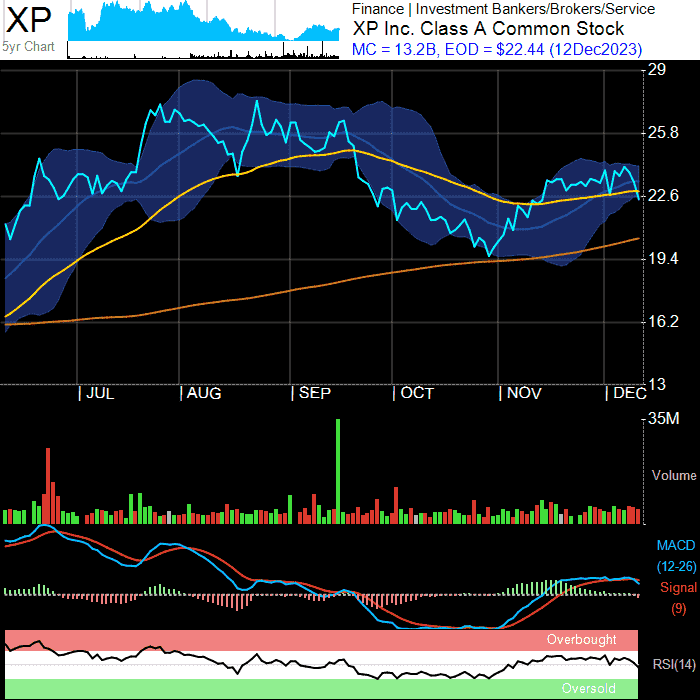 XP
5yr Chart
Finance | Investment Bankers/Brokers/Service
XP Inc. Class A Common Stock
MC = 13.2B, EOD = $22.44 (12Dec2023)
29
25.8
22.6
19.4
16.2
13
| JUL | AUG | SEP | OCT | NOV | DEC
35M
Volume
MACD
(12-26)
Signal
(9)
Overbought
RSI(14)
Oversold